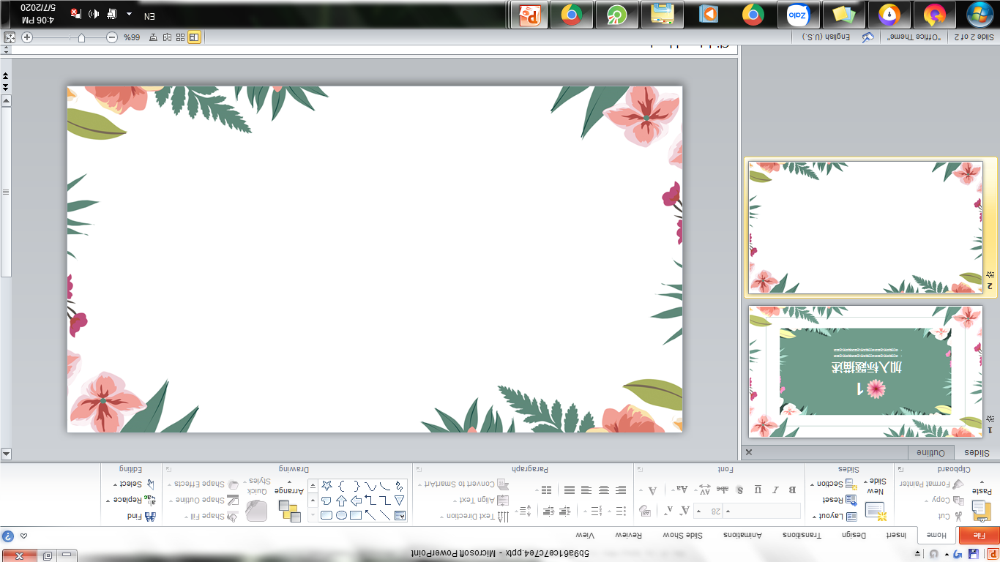 5b9a61ce7c7e4.pptx - Microsoft PowerPoint
File Home Insert Design Transitions Animations Slide Show Review View
Paste Cut Copy Format Painter
Clipboard
New Slide Layout Reset Section
Slides
28
Font
Text Direction Align Text Convert to SmartArt
Paragraph
Arrange Quick Styles Shape Fill Shape Outline Shape Effects
Drawing
Find Replace Select
Editing
Slides Outline
1
1
加入标题描述
2
Slide 2 of 2 "Office Theme" English (U.S.) 66%
Zalo
EN
4:06 PM
5/7/2020